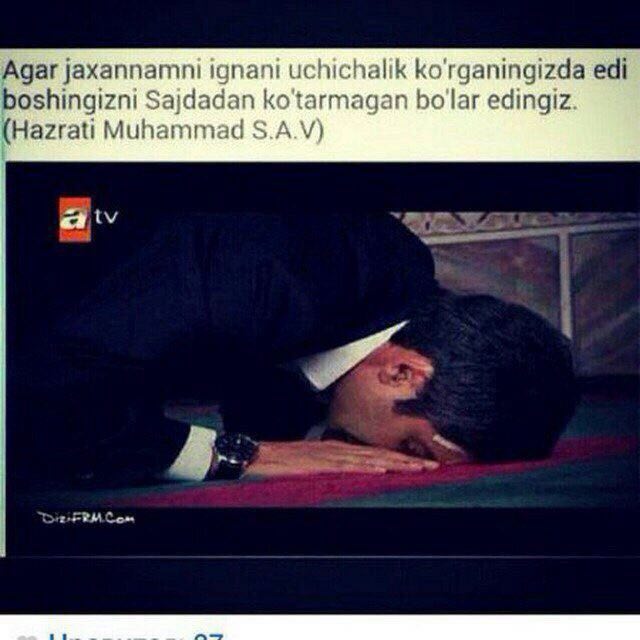 Agar jaxannamni ignani uchichalik ko'rganingizda edi
boshingizni Sajdadan ko'tarmagan bo'lar edingiz.
(Hazrati Muhammad S.A.V)
atv
DiziFRM.Com